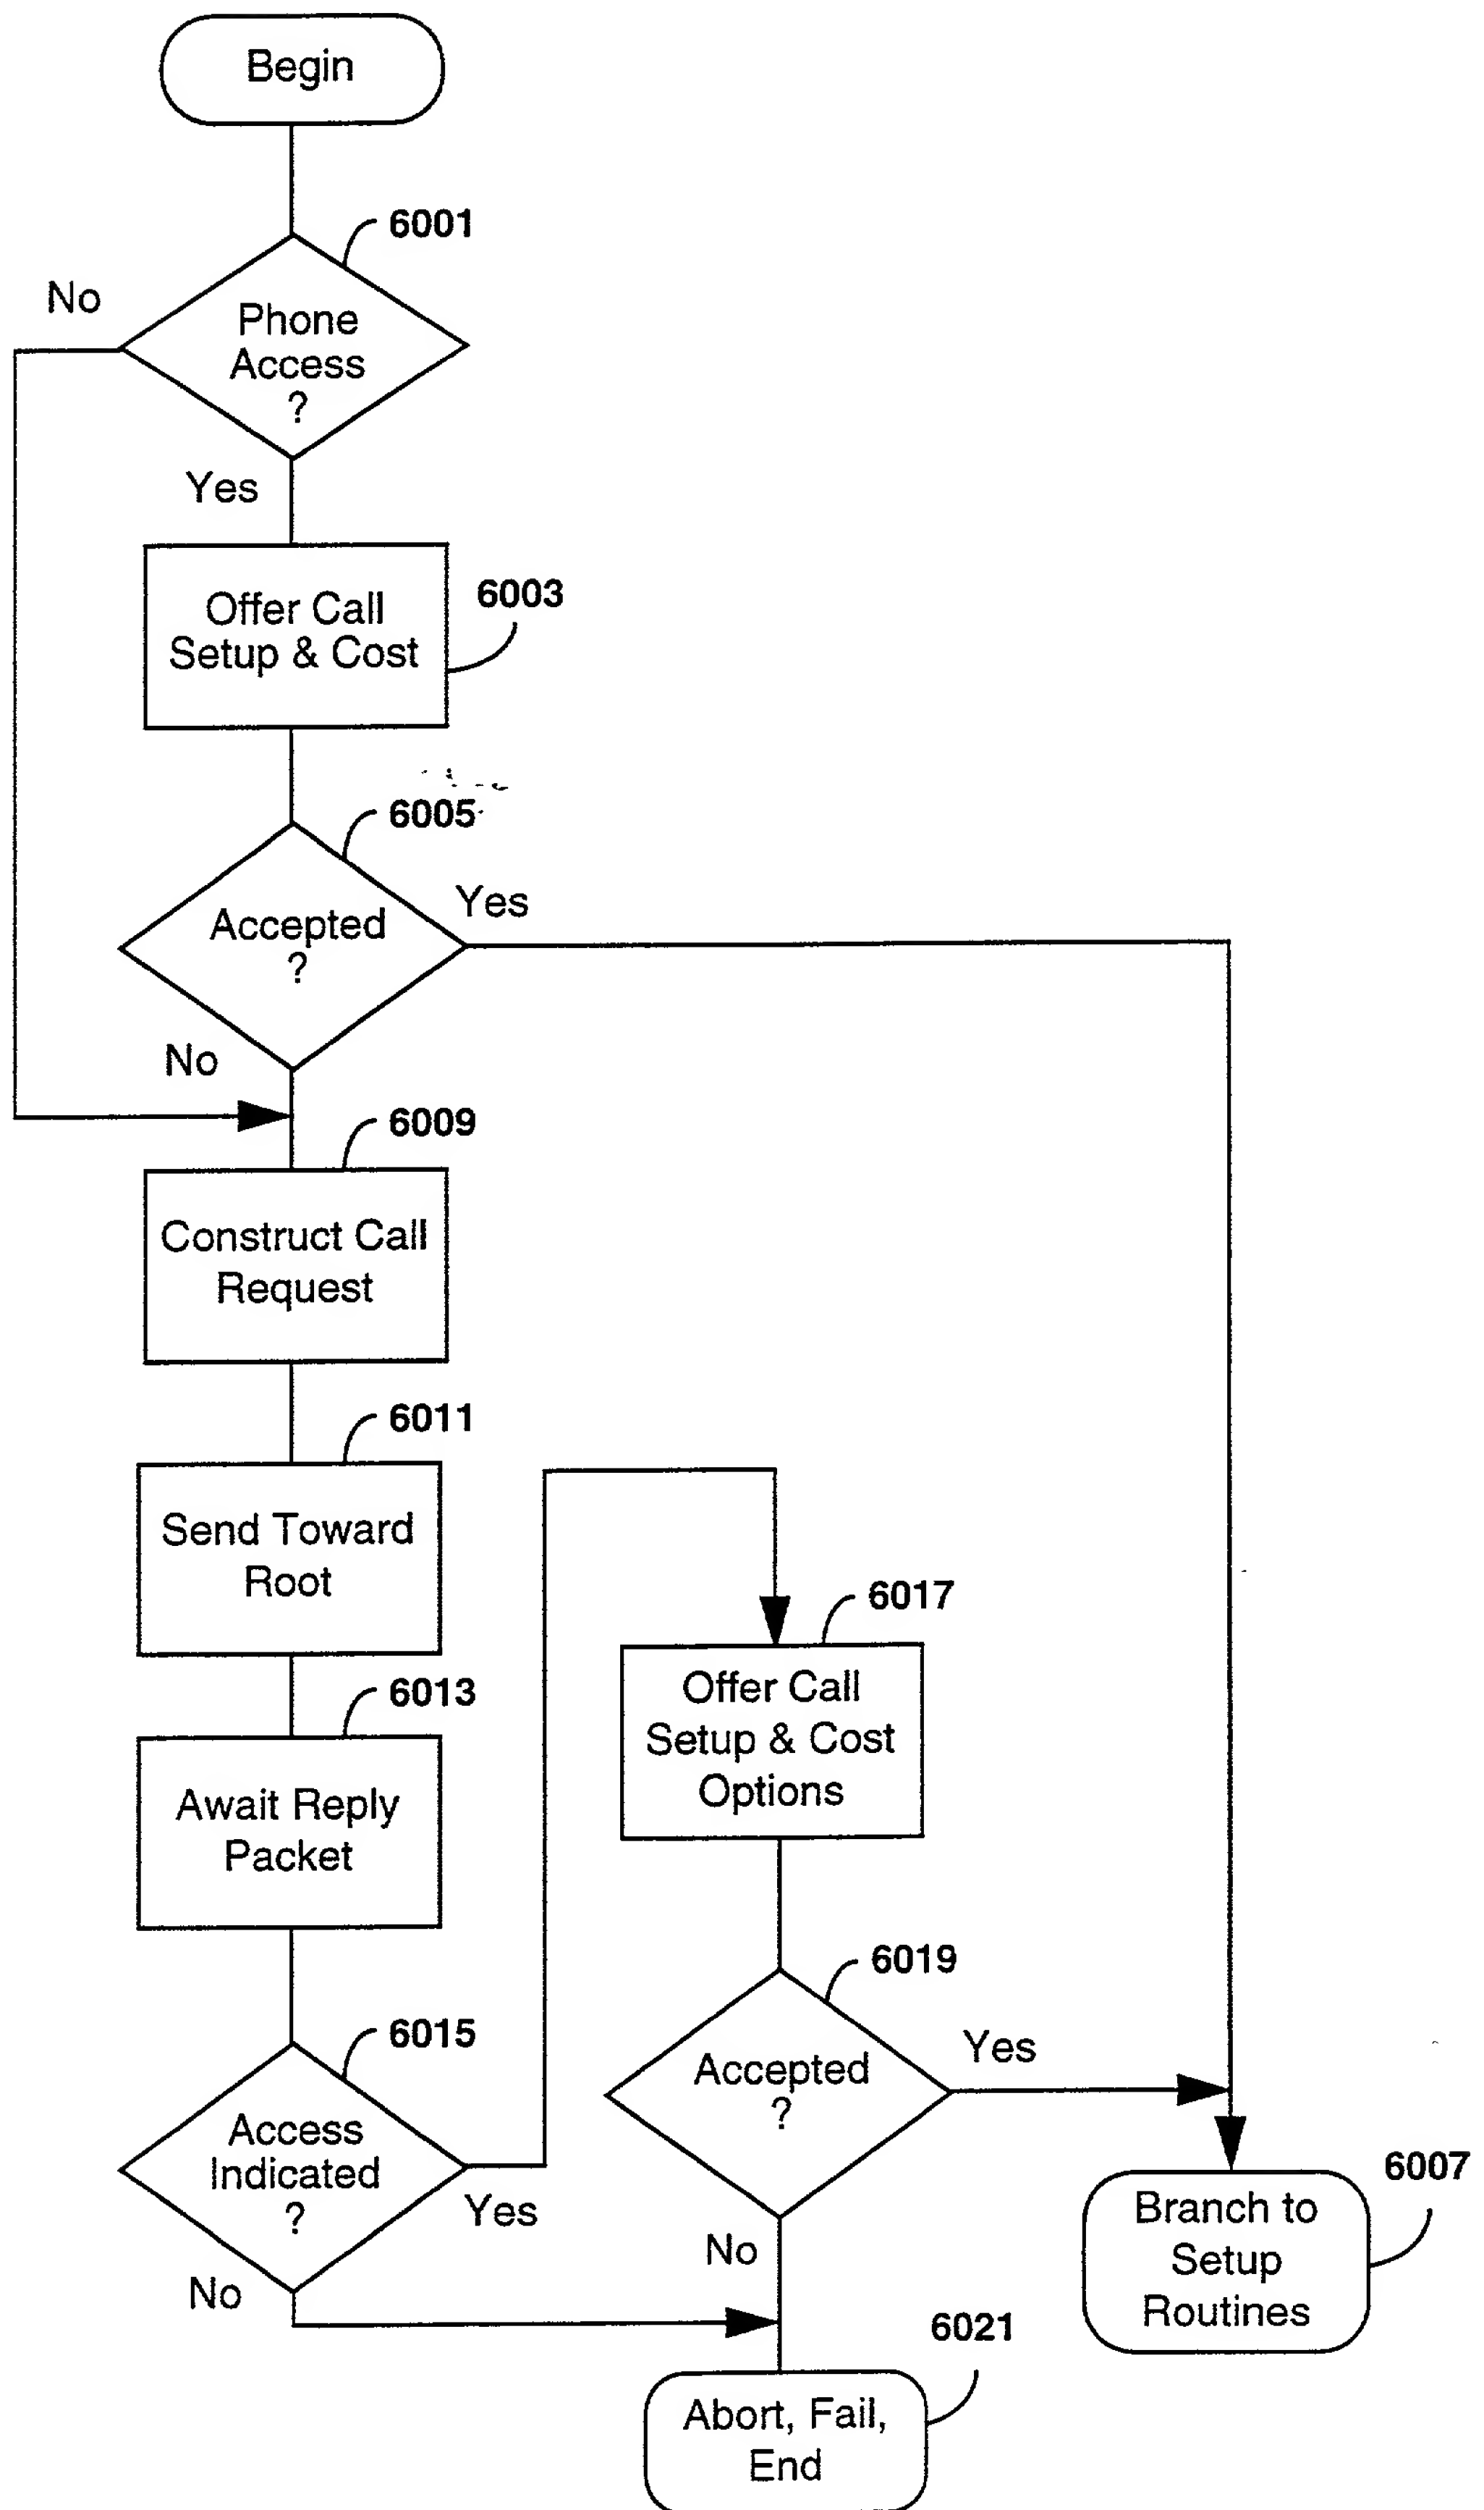 Begin
6001
No
Phone
Access
?
Yes
6003
Offer Call
Setup & Cost
6005
Yes
Accepted
?
No
6009
Construct Call
Request
6011
Send Toward
Root
6017
Offer Call
Setup & Cost
Options
6013
Await Reply
Packet
6019
6015
Yes
Accepted
?
Access
Indicated
?
Yes
6007
Branch to
Setup
Routines
No
No
6021
Abort, Fail,
End